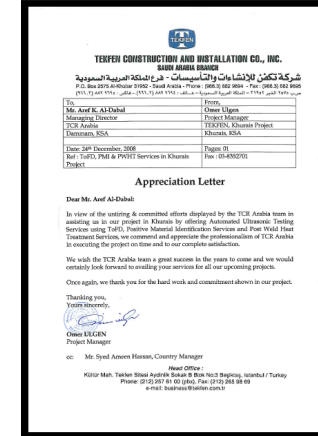 TEKFEN
TEKFEN CONSTRUCTION AND INSTALLATION CO., INC.
SAUDI ARABIA BRANCH
شركة تكفن للإنشاءات والتأسيسات - فرع المملكة العربية السعودية
P.O. Box 2575 Al-Khobar 31952 - Saudi Arabia - Phone : (966.3) 882 9694 - Fax : (966.3) 882 9695
To,
Mr. Aref K. Al-Dabal
Managing Director
TCR Arabia
Dammam, KSA
From,
Omer Ulgen
Project Manager
TEKFEN, Khurais Project
Khurais, KSA
Date: 24th December, 2008
Pages: 01
Ref : ToFD, PMI & PWHT Services in Khurais
Project
Fax : 03-8352701
Appreciation Letter
Dear Mr. Aref Al-Dabal:
In view of the untiring & committed efforts displayed by the TCR Arabia team in
assisting us in our project in Khurais by offering Automated Ultrasonic Testing
Services using ToFD, Positive Material Identification Services and Post Weld Heat
Treatment Services, we commend and appreciate the professionalism of TCR Arabia
in executing the project on time and to our complete satisfaction.
We wish the TCR Arabia team a great success in the years to come and we would
certainly look forward to availing your services for all our upcoming projects.
Once again, we thank you for the hard work and commitment shown in our project.
Thanking you,
Yours sincerely,
Omer ULGEN
Project Manager
cc: Mr. Syed Ameen Hassan, Country Manager
Head Office :
Kültür Mah. Tekfen Sitesi Aydınlık Sokak B Blok No:3 Beşiktaş, Istanbul / Turkey
Phone: (212) 257 61 00 (pbx), Fax: (212) 265 98 69
e-mail: business@tekfen.com.tr